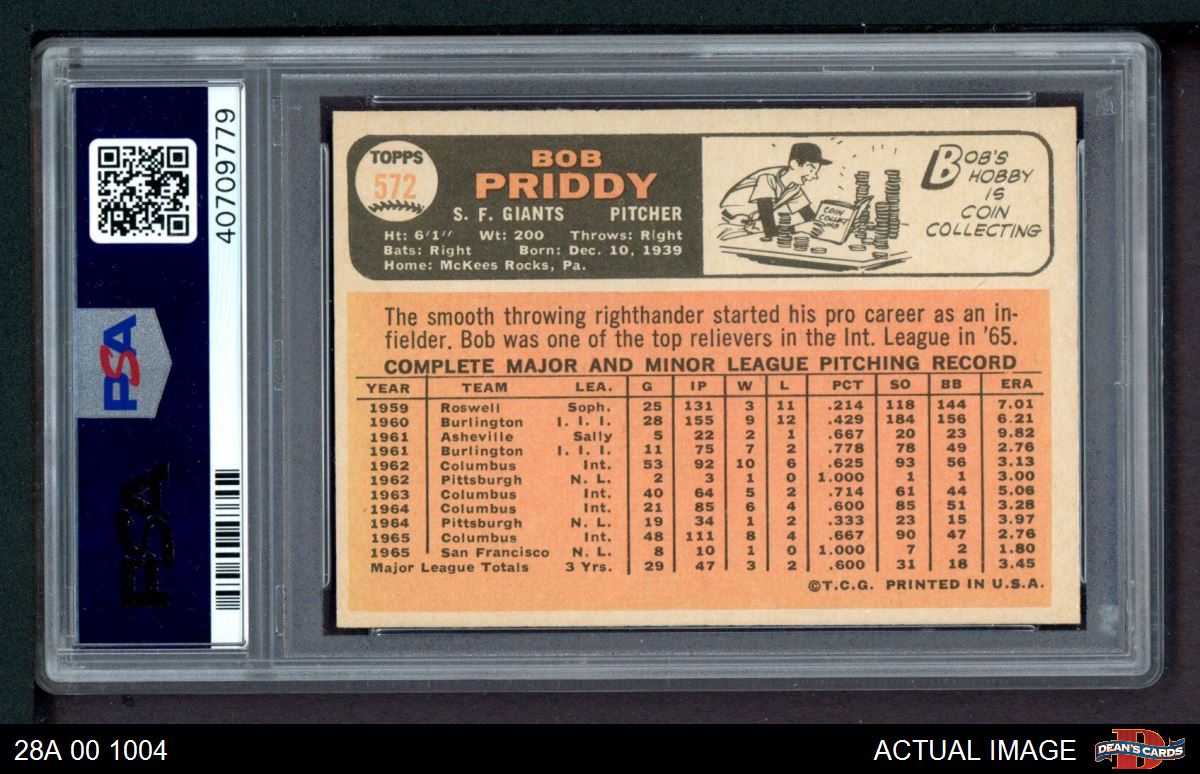 PSA
PSA
40709779
TOPPS
572
BOB
PRIDDY
S. F. GIANTS PITCHER
Ht: 6'1" Wt: 200 Throws: Right
Bats: Right Born: Dec. 10, 1939
Home: McKees Rocks, Pa.
COIN COLLECTING
BOB'S
HOBBY
IS
COIN
COLLECTING
The smooth throwing righthander started his pro career as an in-
fielder. Bob was one of the top relievers in the Int. League in '65.
COMPLETE MAJOR AND MINOR LEAGUE PITCHING RECORD
YEAR TEAM LEA. G IP W L PCT SO BB ERA
1959 Roswell Soph. 25 131 3 11 .214 118 144 7.01
1960 Burlington I. I. I. 28 155 9 12 .429 184 156 6.21
1961 Asheville Sally 5 22 2 1 .667 20 23 9.82
1961 Burlington I. I. I. 11 75 7 2 .778 78 49 2.76
1962 Columbus Int. 53 92 10 6 .625 93 56 3.13
1962 Pittsburgh N. L. 2 3 1 0 1.000 1 1 3.00
1963 Columbus Int. 40 64 5 2 .714 61 44 5.06
1964 Columbus Int. 21 85 6 4 .600 85 51 3.28
1964 Pittsburgh N. L. 19 34 1 2 .333 23 15 3.97
1965 Columbus Int. 48 111 8 4 .667 90 47 2.76
1965 San Francisco N. L. 8 10 1 0 1.000 7 2 1.80
Major League Totals 3 Yrs. 29 47 3 2 .600 31 18 3.45
©T.C.G. PRINTED IN U.S.A.
28A 00 1004
ACTUAL IMAGE
D
DEAN'S CARDS